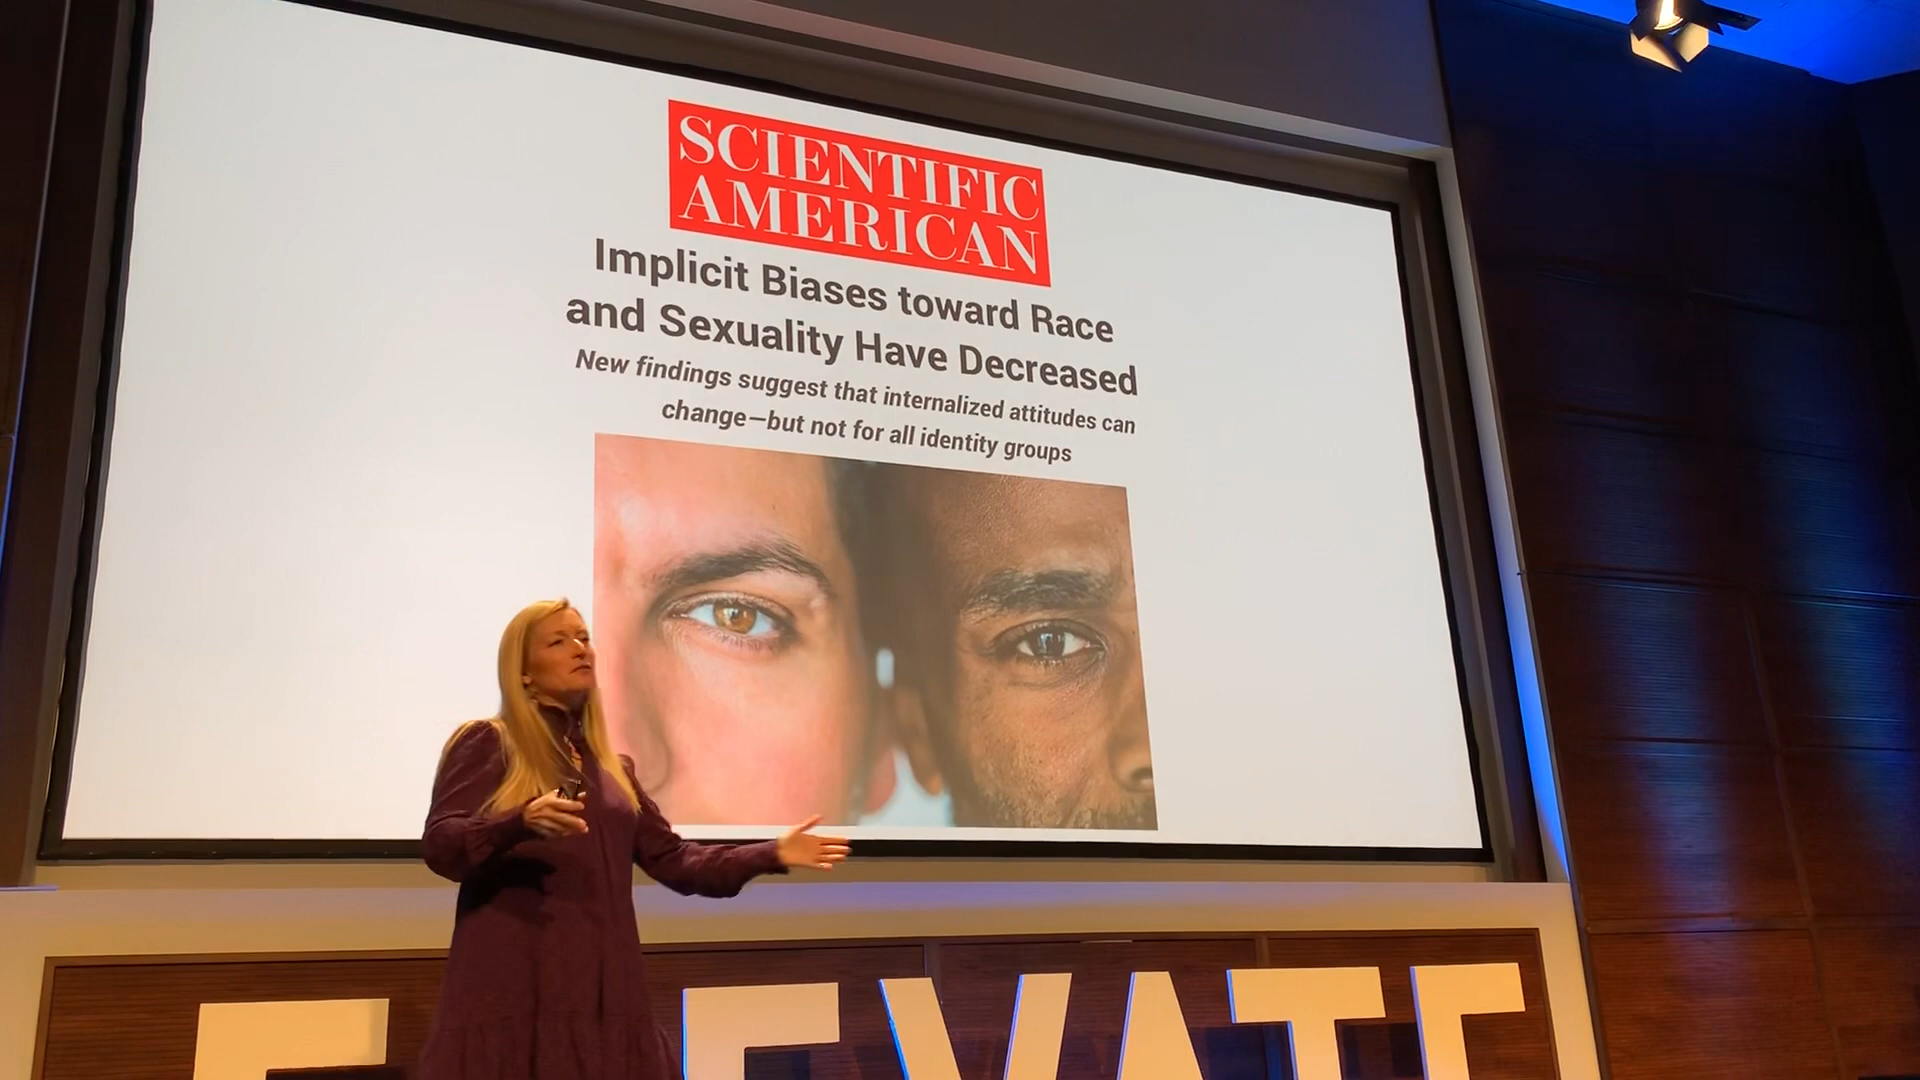 SCIENTIFIC
AMERICAN
Implicit Biases toward Race
and Sexuality Have Decreased
New findings suggest that internalized attitudes can
change—but not for all identity groups
E EVATE